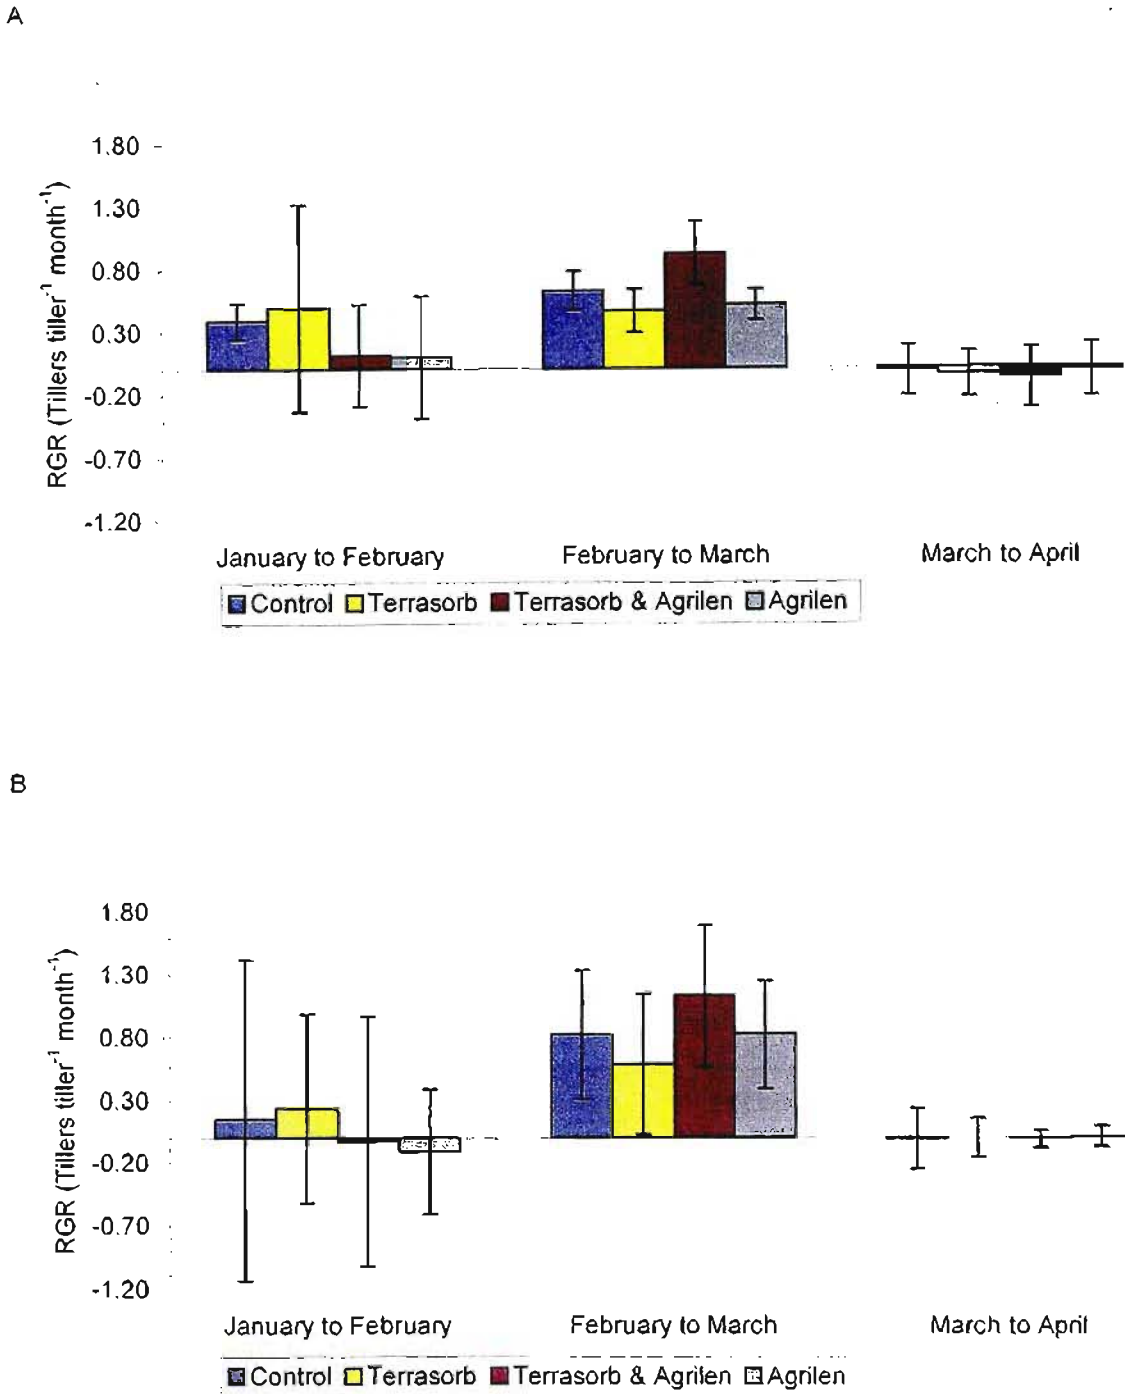 A
1.80
1.30
0.80
0.30
-0.20
-0.70
-1.20
RGR (Tillers tiller⁻¹ month⁻¹)
January to February February to March March to April
Control Terrasorb Terrasorb & Agrilen Agrilen
B
1.80
1.30
0.80
0.30
-0.20
-0.70
-1.20
RGR (Tillers tiller⁻¹ month⁻¹)
January to February February to March March to April
Control Terrasorb Terrasorb & Agrilen Agrilen